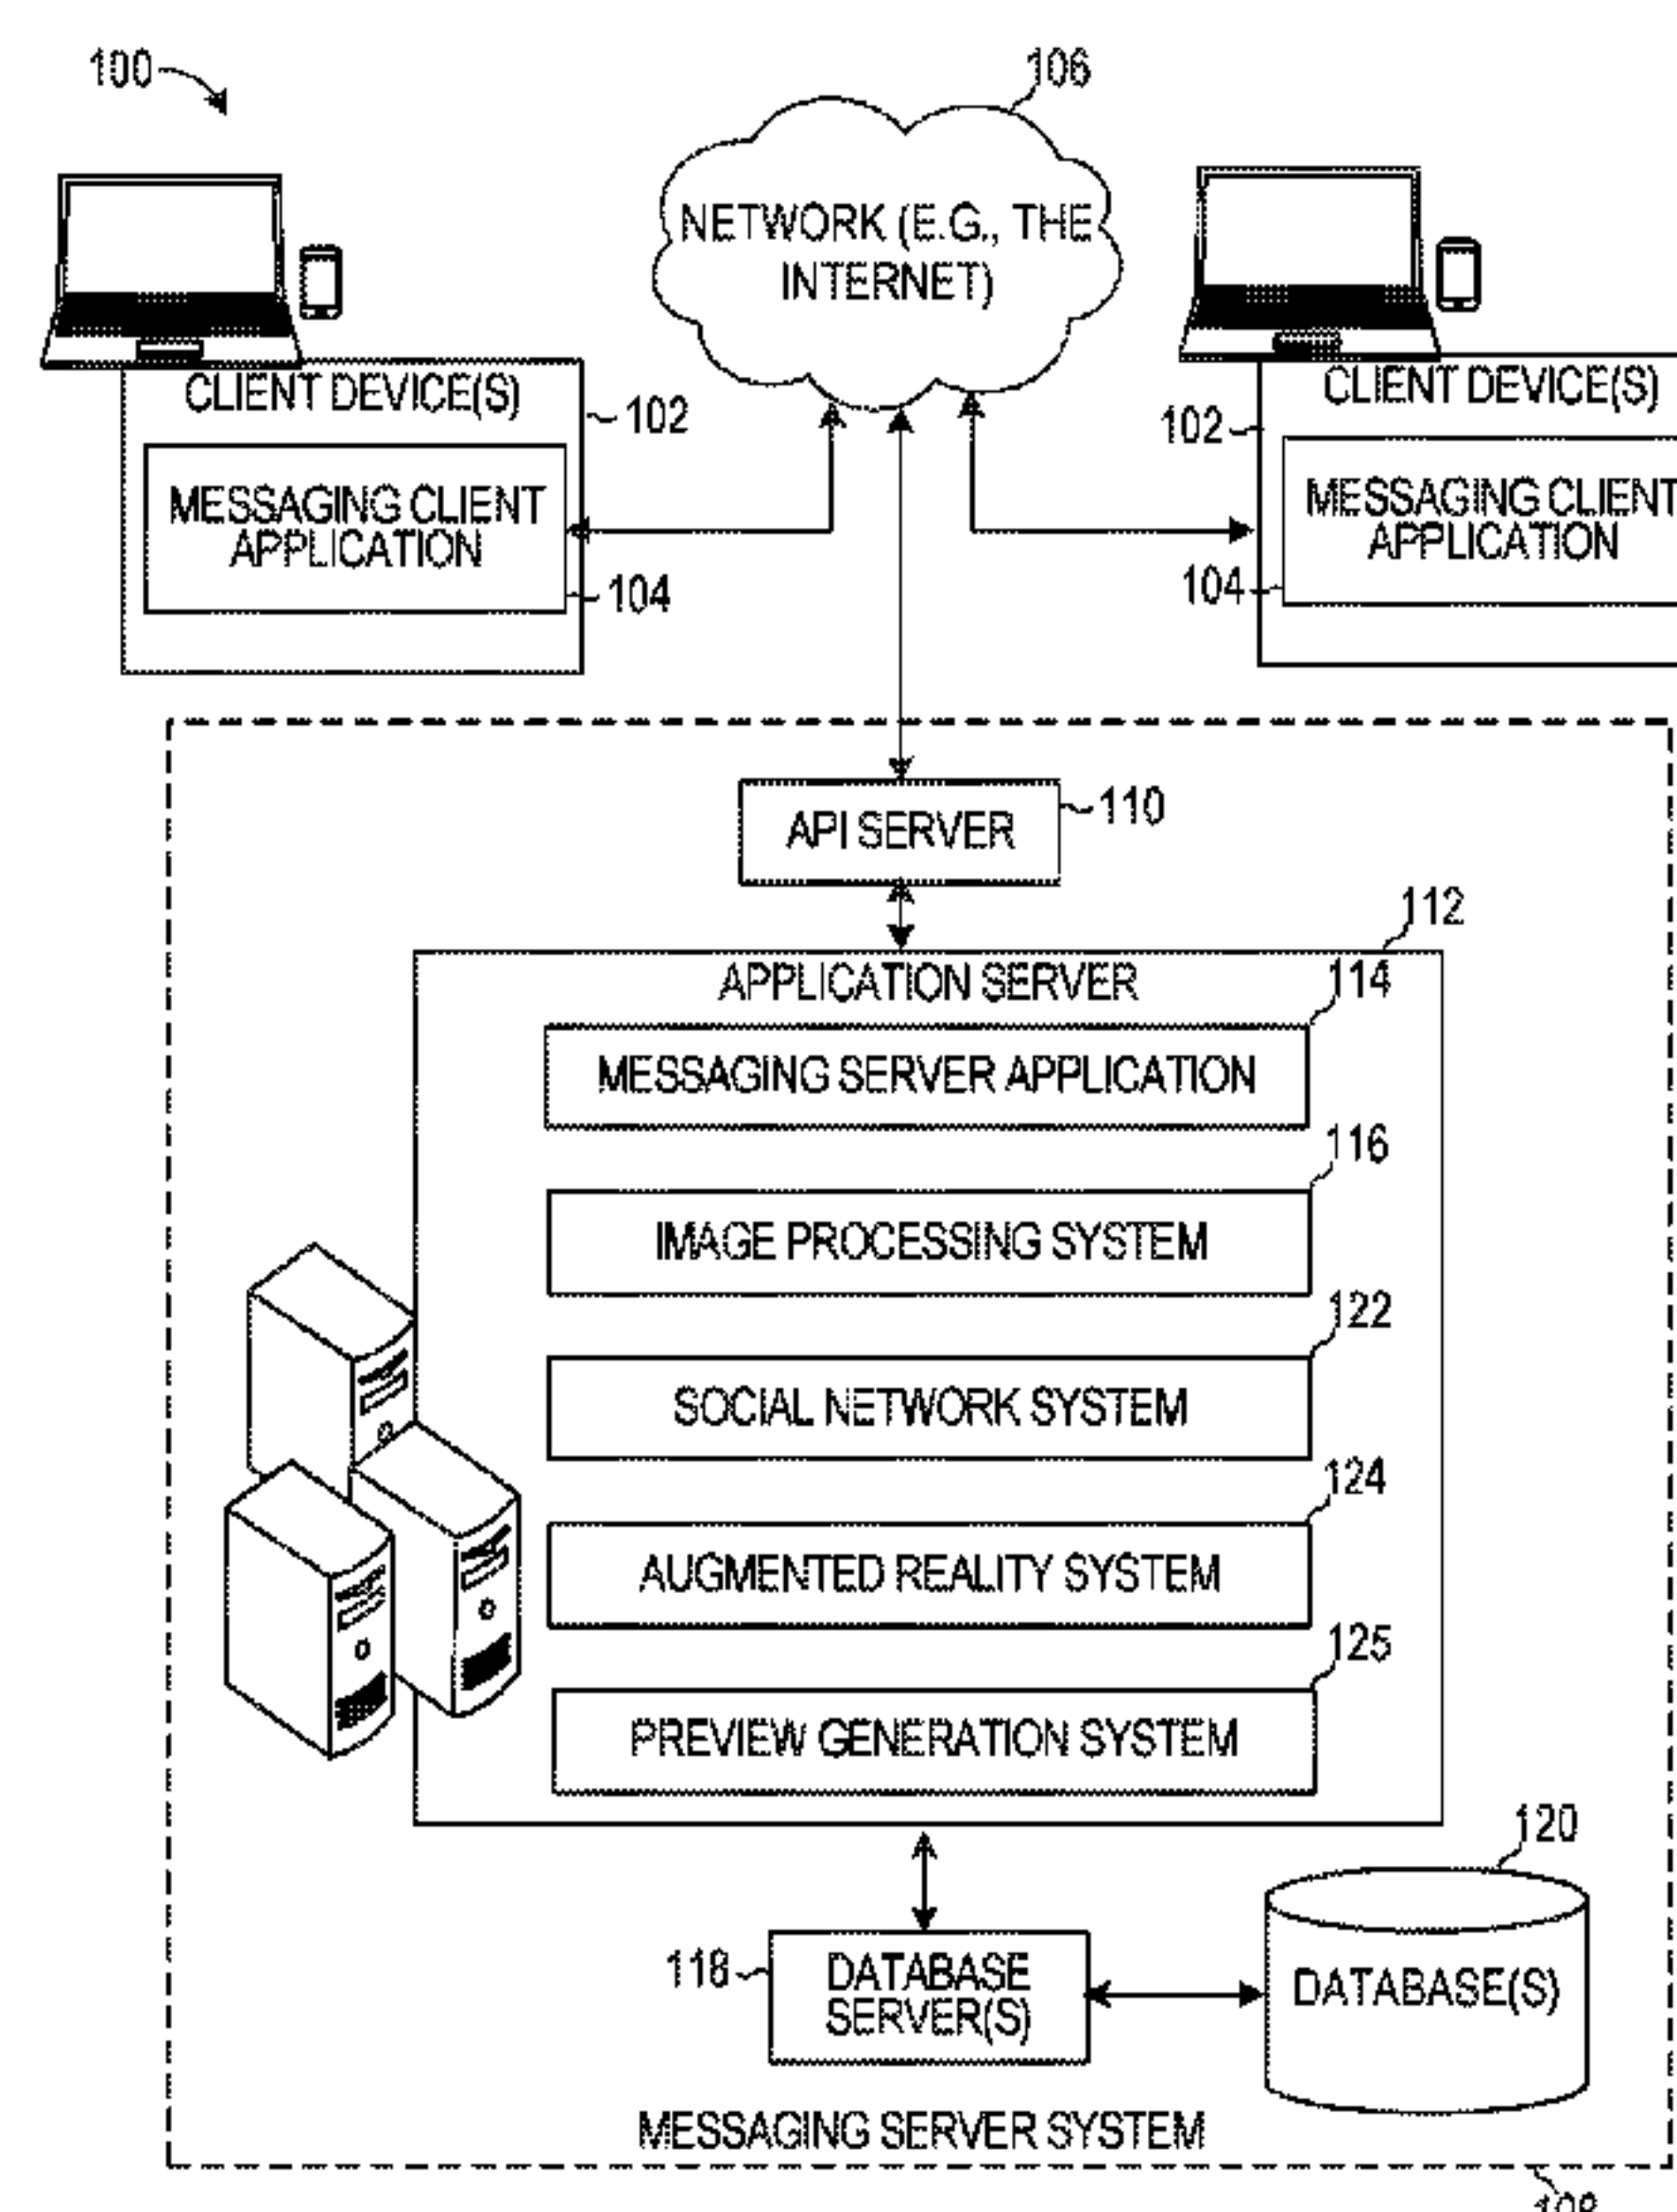 100
106
NETWORK (E.G., THE
INTERNET)
CLIENT DEVICE(S)
102
MESSAGING CLIENT
APPLICATION
104
CLIENT DEVICE(S)
102
MESSAGING CLIENT
APPLICATION
104
API SERVER
110
112
APPLICATION SERVER
114
MESSAGING SERVER APPLICATION
116
IMAGE PROCESSING SYSTEM
122
SOCIAL NETWORK SYSTEM
124
AUGMENTED REALITY SYSTEM
125
PREVIEW GENERATION SYSTEM
120
118
DATABASE
SERVER(S)
DATABASE(S)
MESSAGING SERVER SYSTEM